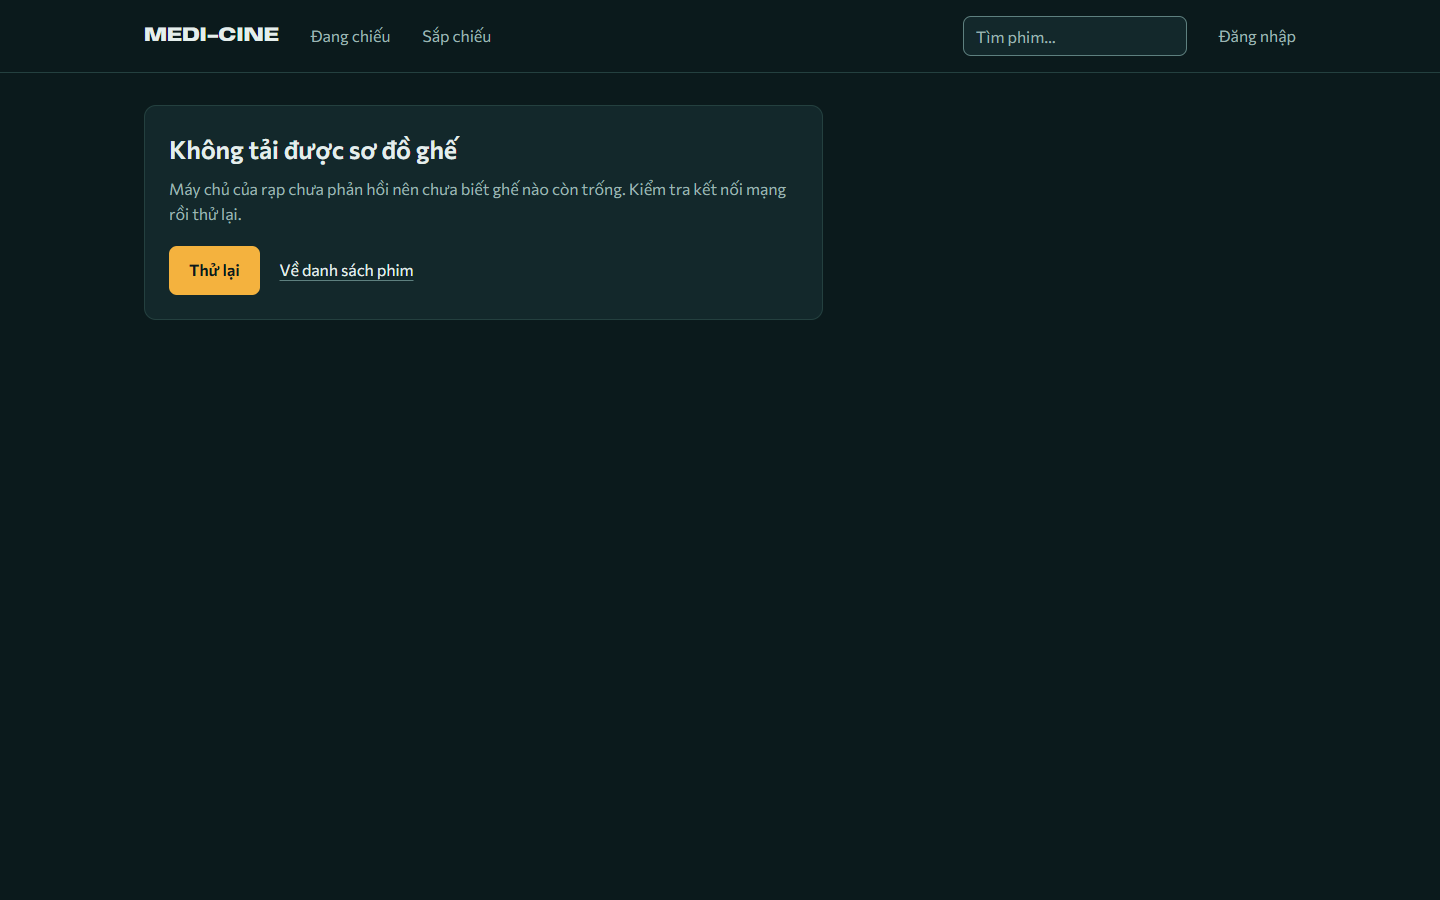 MEDI-CINE
Đang chiếu
Sắp chiếu
Tìm phim...
Đăng nhập
Không tải được sơ đồ ghế
Máy chủ của rạp chưa phản hồi nên chưa biết ghế nào còn trống. Kiểm tra kết nối mạng
rồi thử lại.
Thử lại
Về danh sách phim